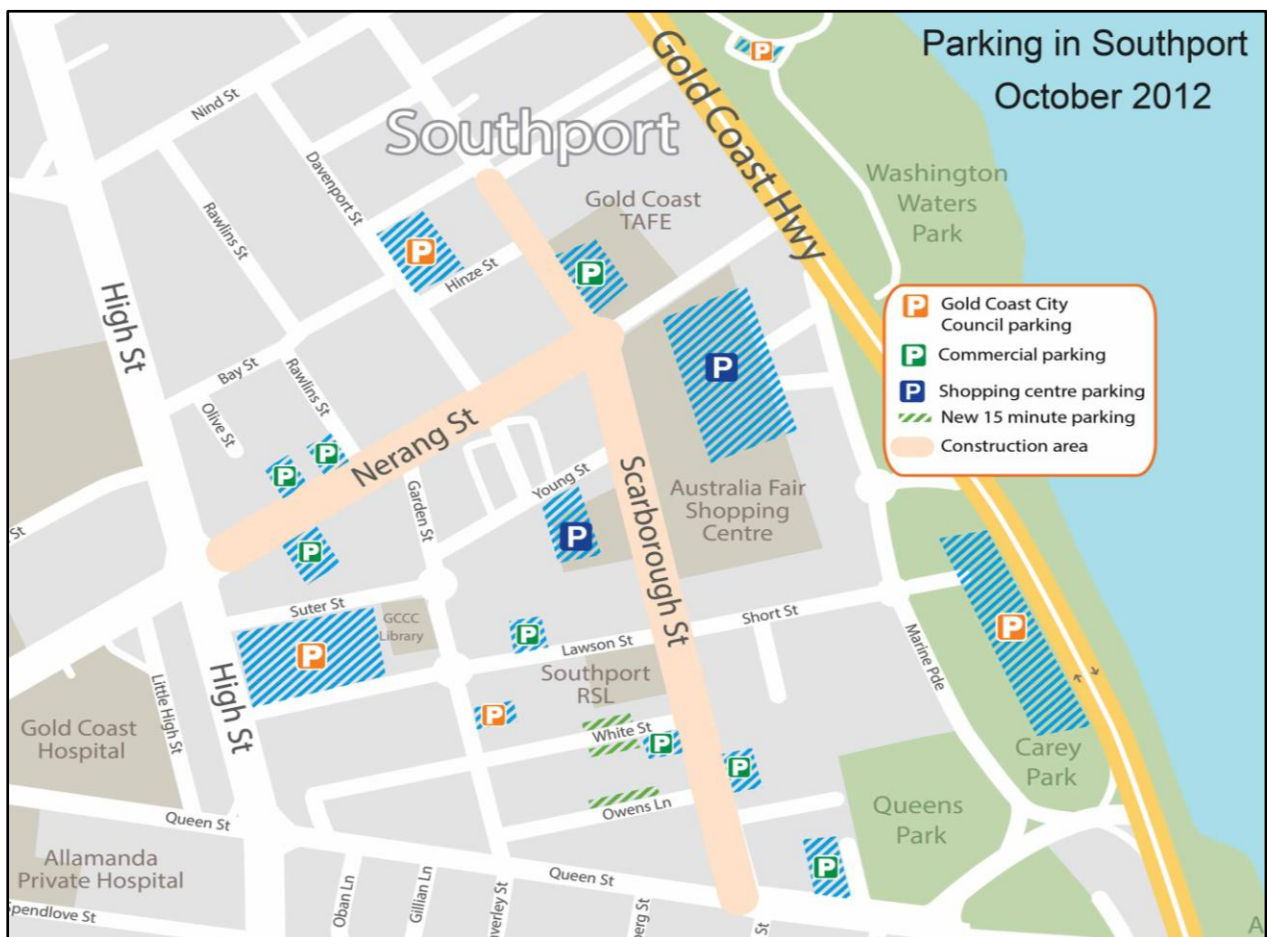 Parking in Southport
October 2012
Gold Coast Hwy
P
Nind St
Southport
Davenport St
Washington
Waters
Park
Rawlins St
Gold Coast
TAFE
P
Hinze St
P
High St
Gold Coast City
Council parking
P
Commercial parking
P
Shopping centre parking
P
New 15 minute parking
Construction area
Bay St
Rawlins St
P
Olive St
Nerang St
P
P
Scarborough St
Young St
Garden St
Australia Fair
Shopping
Centre
St
P
P
Suter St
GCCC
Library
P
P
Lawson St
Short St
P
Marine Pde
Southport
RSL
High St
Little High St
Gold Coast
Hospital
P
White St
P
P
Carey
Park
Owens Ln
Queens
Park
Queen St
Allamanda
Private Hospital
Queen St
P
Oban Ln
Gillian Ln
Spendlove St
St
A